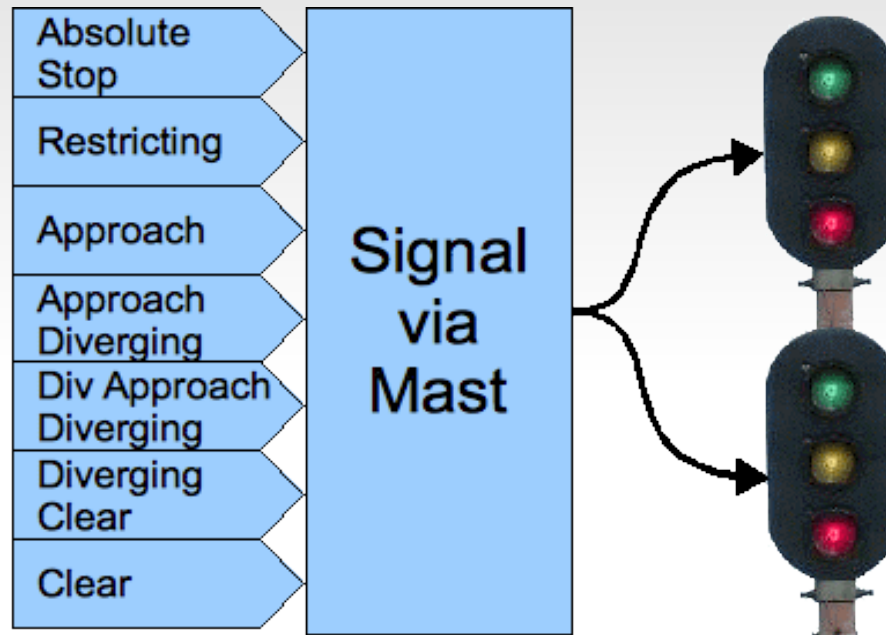 Absolute
Stop
Restricting
Approach
Approach
Diverging
Div Approach
Diverging
Diverging
Clear
Clear
Signal
via
Mast